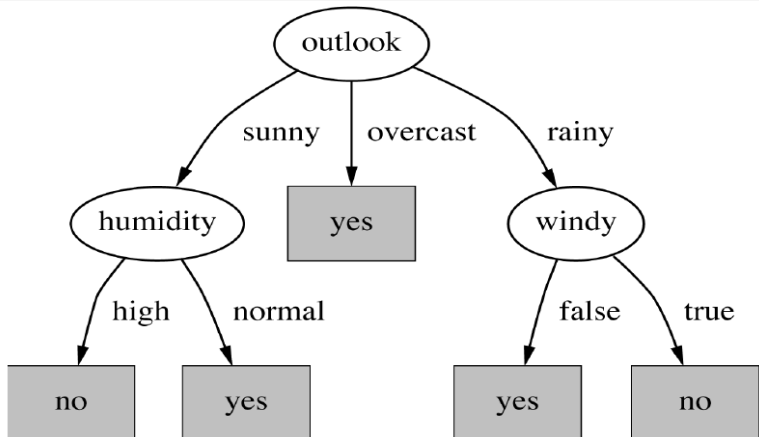 outlook
sunny overcast rainy
humidity yes windy
high normal false true
no yes yes no